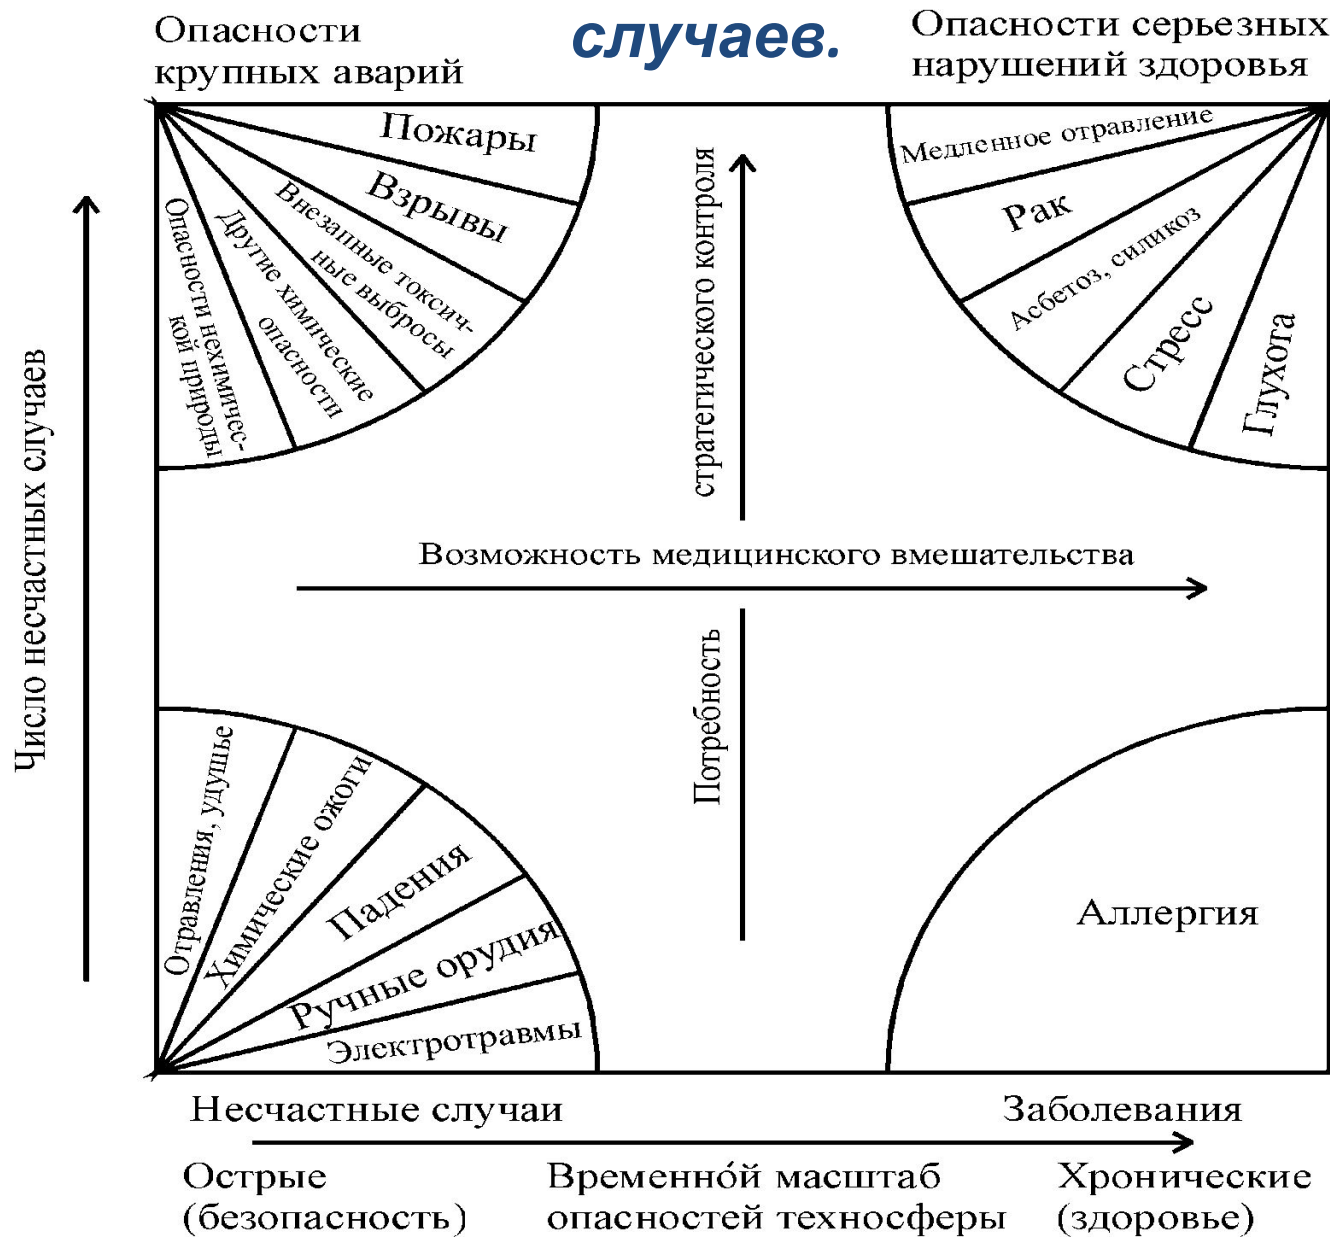 случаев.
Опасности
крупных аварий
Опасности серьезных
нарушений здоровья
Пожары
Взрывы
Внезапные токсич-
ные выбросы
Другие химические
опасности
Опасности нехимичес-
кой природы
Медленное отравление
Рак
Асбетоз, силикоз
Стресс
Глухота
Число несчастных случаев
стратегического контроля
Возможность медицинского вмешательства
Потребность
Отравления, удушье
Химические ожоги
Падения
Ручные орудия
Электротравмы
Аллергия
Несчастные случаи
Заболевания
Острые
(безопасность)
Временно́й масштаб
опасностей техносферы
Хронические
(здоровье)